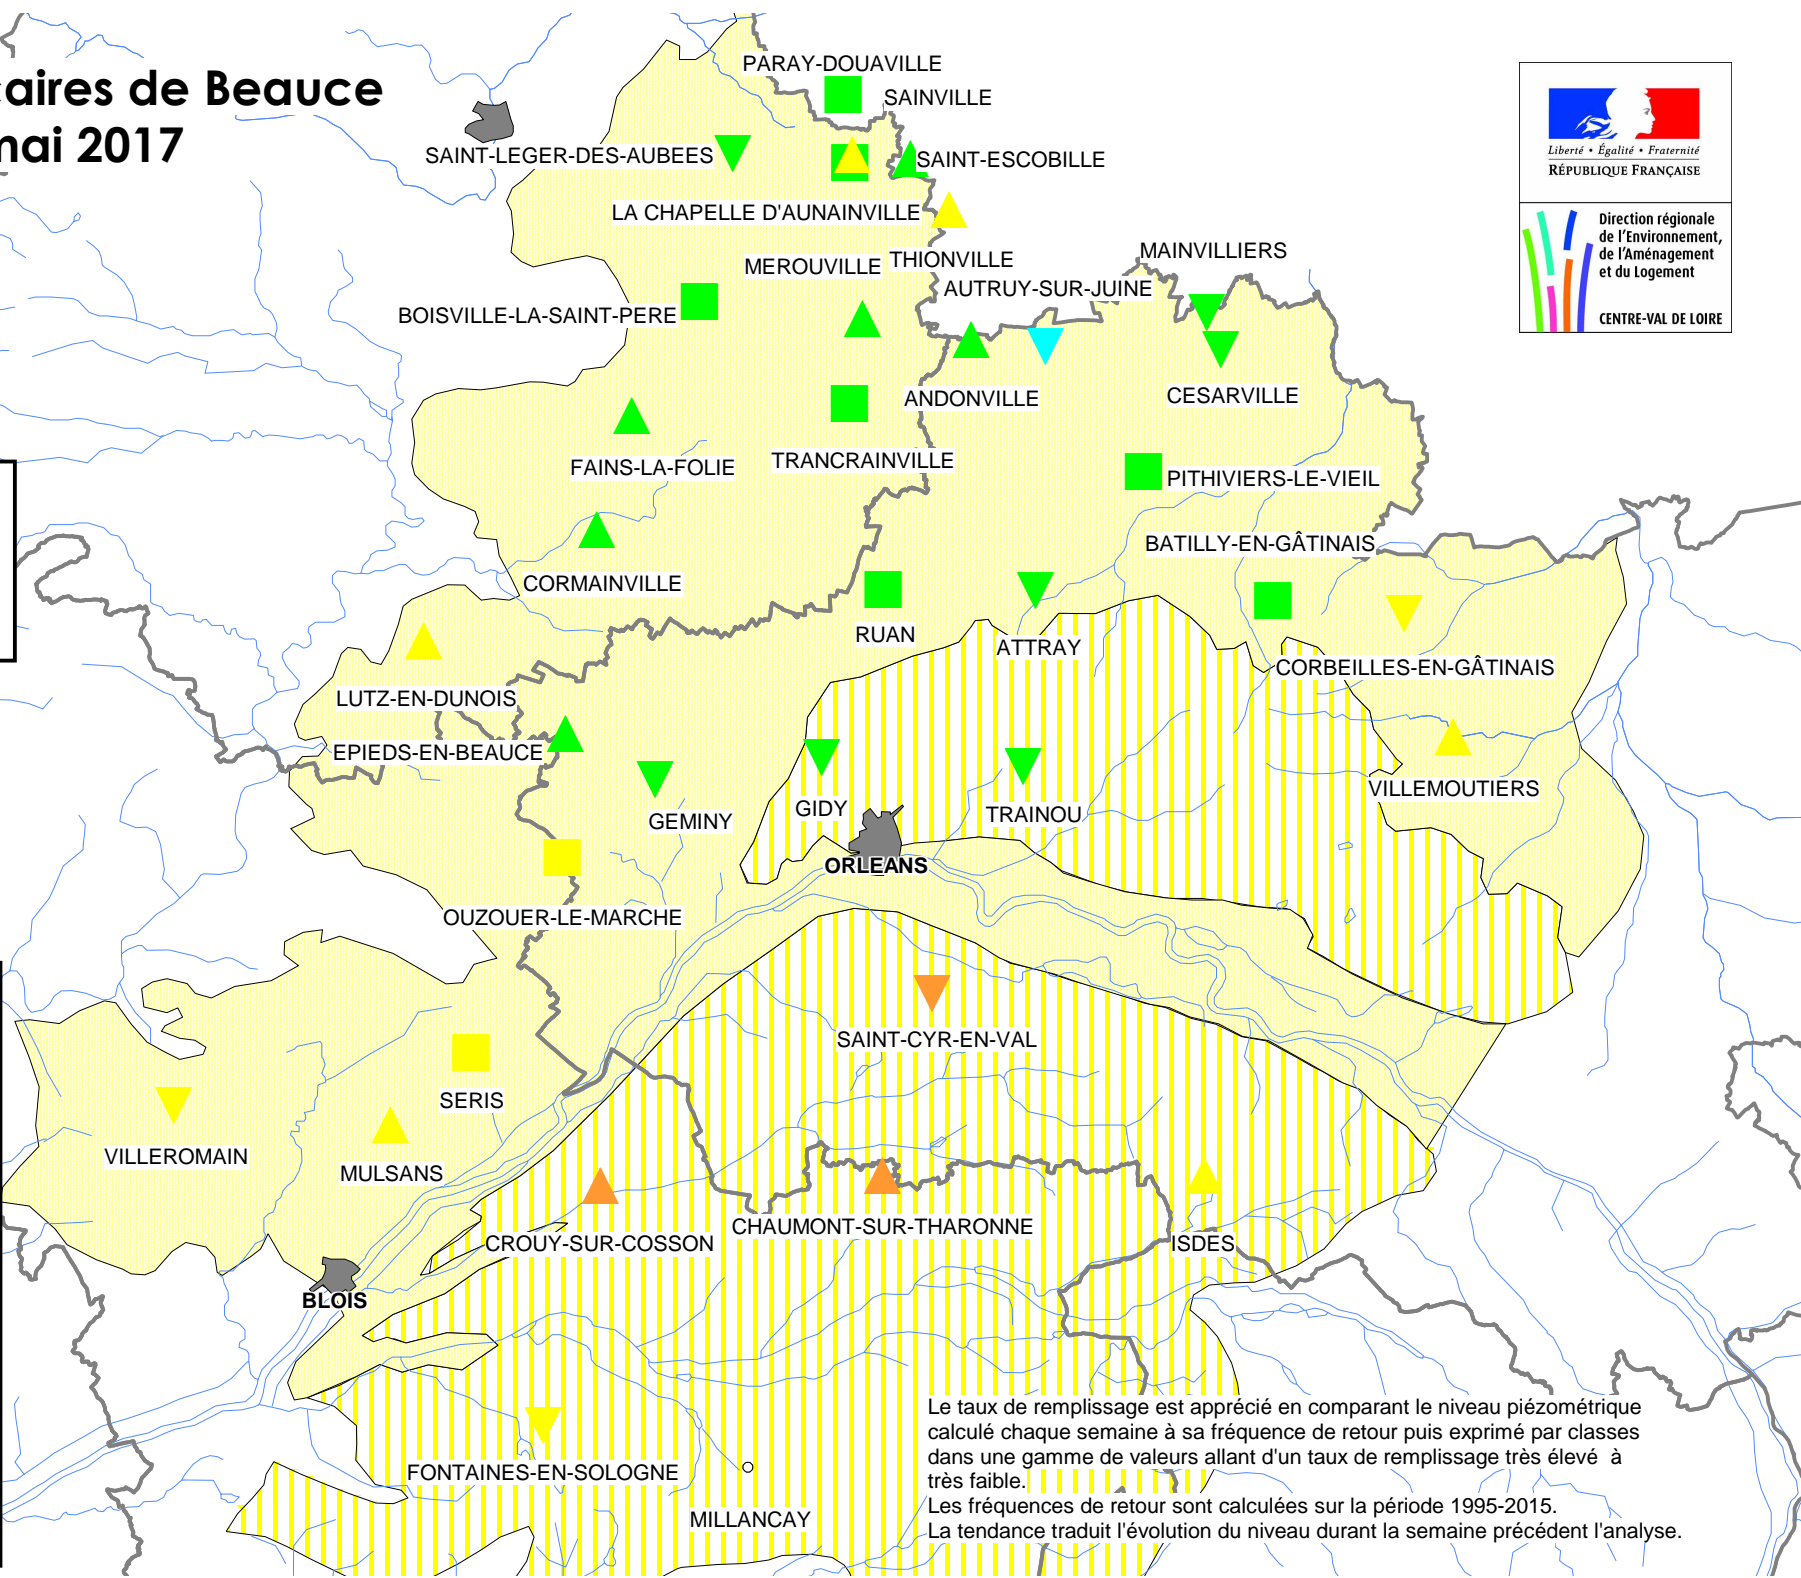 aires de Beauce
mai 2017
PARAY-DOUAVILLE
SAINVILLE
SAINT-LEGER-DES-AUBEES
SAINT-ESCOBILLE
LA CHAPELLE D'AUNAINVILLE
THIONVILLE
MEROUVILLE
MAINVILLIERS
AUTRUY-SUR-JUINE
BOISVILLE-LA-SAINT-PERE
ANDONVILLE
CESARVILLE
FAINS-LA-FOLIE
TRANCRAINVILLE
PITHIVIERS-LE-VIEIL
BATILLY-EN-GÂTINAIS
CORMAINVILLE
RUAN
ATTRAY
CORBEILLES-EN-GÂTINAIS
LUTZ-EN-DUNOIS
EPIEDS-EN-BEAUCE
GEMINY
GIDY
TRAINOU
VILLEMOUTIERS
ORLEANS
OUZOUER-LE-MARCHE
SAINT-CYR-EN-VAL
SERIS
VILLEROMAIN
MULSANS
CROUY-SUR-COSSON
CHAUMONT-SUR-THARONNE
ISDES
BLOIS
FONTAINES-EN-SOLOGNE
MILLANCAY
Liberté • Égalité • Fraternité
RÉPUBLIQUE FRANÇAISE
Direction régionale
de l'Environnement,
de l'Aménagement
et du Logement
CENTRE-VAL DE LOIRE
Le taux de remplissage est apprécié en comparant le niveau piézométrique
calculé chaque semaine à sa fréquence de retour puis exprimé par classes
dans une gamme de valeurs allant d'un taux de remplissage très élevé à
très faible.
Les fréquences de retour sont calculées sur la période 1995-2015.
La tendance traduit l'évolution du niveau durant la semaine précédent l'analyse.